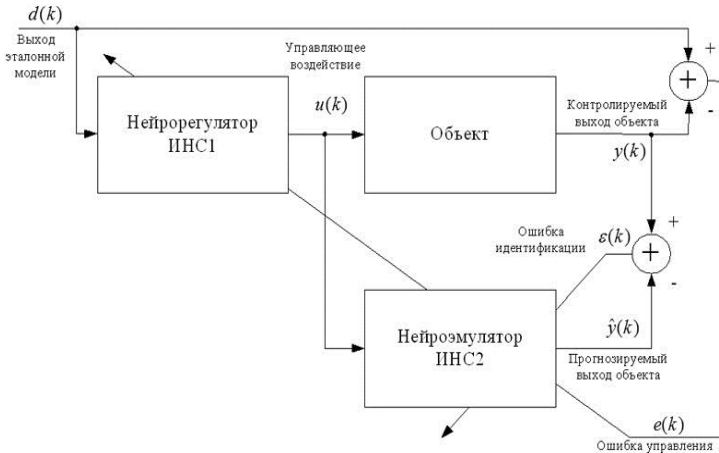 d(k)
Выход
эталонной
модели
Управляющее
воздействие
+
+
-
Нейрорегулятор
ИНС1
u(k)
Объект
Контролируемый
выход объекта
y(k)
+
Ошибка
идентификации
ε(k)
+
-
Нейроэмулятор
ИНС2
ŷ(k)
Прогнозируемый
выход объекта
e(k)
Ошибка управления